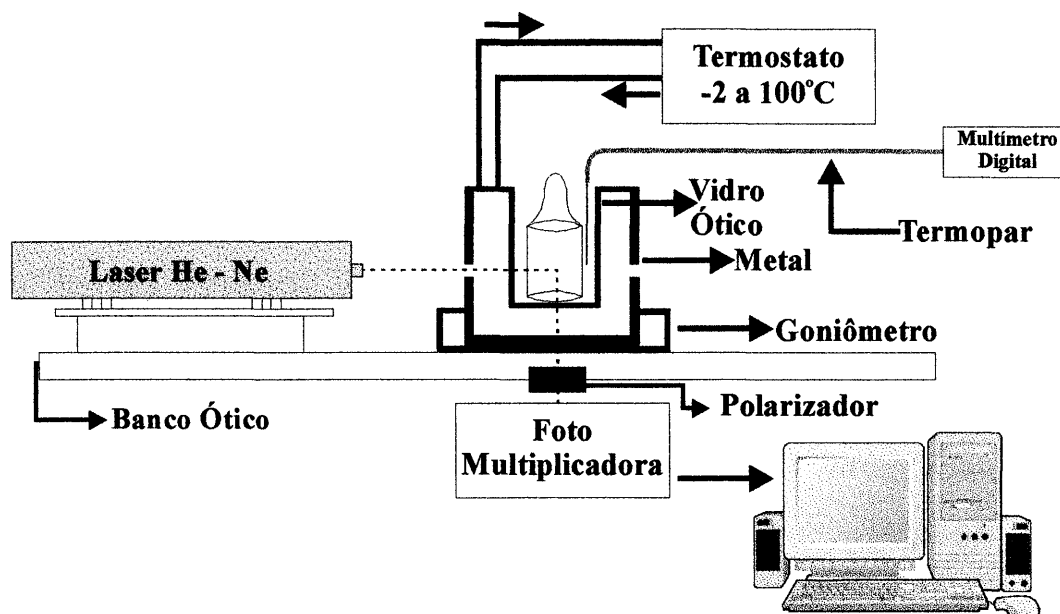 Termostato
-2 a 100°C
Multímetro
Digital
Vidro
Ótico
Termopar
Laser He - Ne
Metal
Goniômetro
Banco Ótico
Polarizador
Foto
Multiplicadora